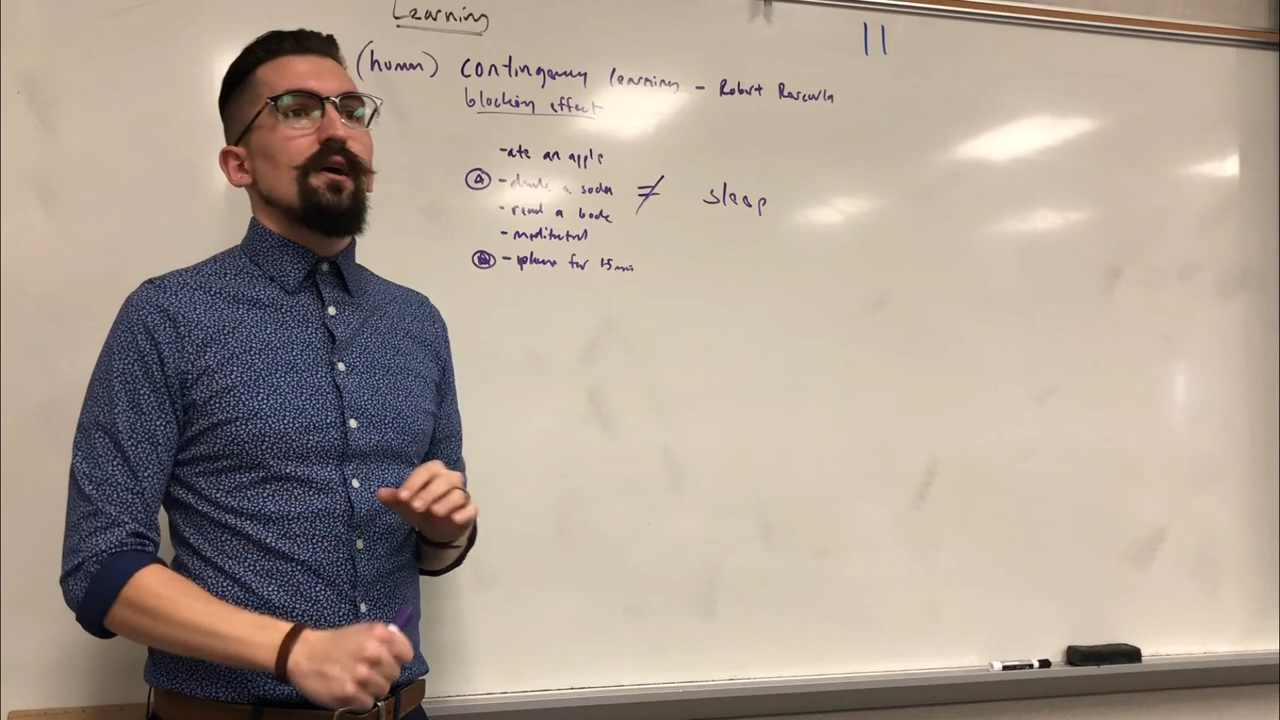 Learning
||
(human) contingency learning - Robert Rescorla
blocking effect
- ate an apple
Ⓐ - drank a soda ≠ sleep
- read a book
- meditated
- phone for 15 min